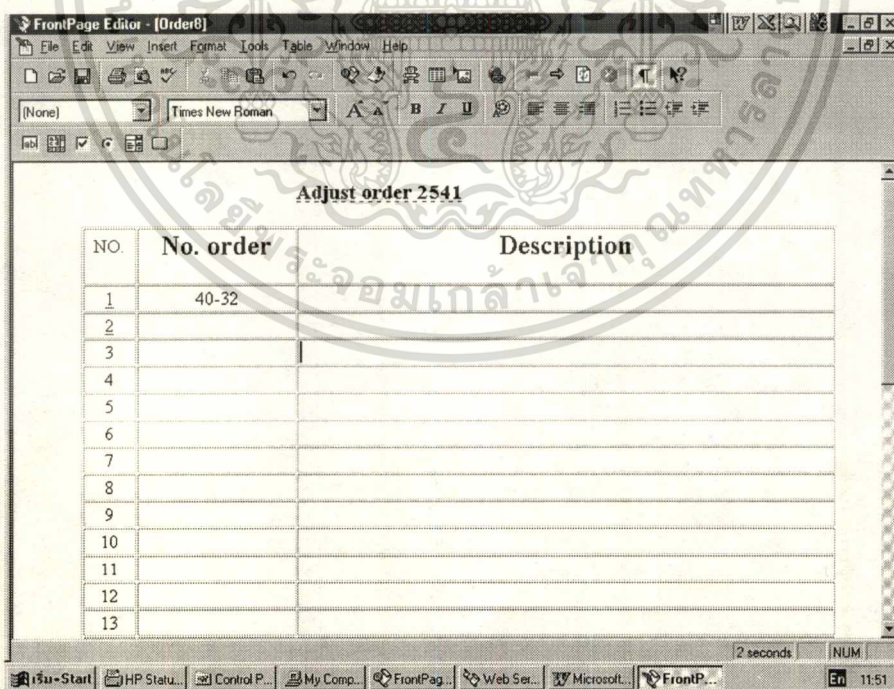 FrontPage Editor - [Order8]
File Edit View Insert Format Tools Table Window Help
(None) Times New Roman A A B I U
Adjust order 2541
NO. No. order Description
1 40-32
2
3
4
5
6
7
8
9
10
11
12
13
2 seconds NUM
เริ่ม-Start HP Statu... Control P... My Comp... FrontPag... Web Ser... Microsoft... FrontP... En 11:51